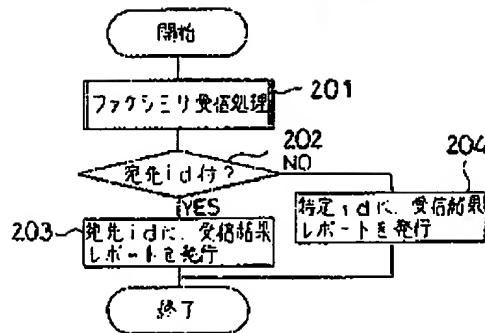 開始
ファクシミリ受信処理
201
202
宛先id付?
NO
204
YES
203
宛先idに、受信結果
レポートを発行
特定idに、受信結果
レポートを発行
終了